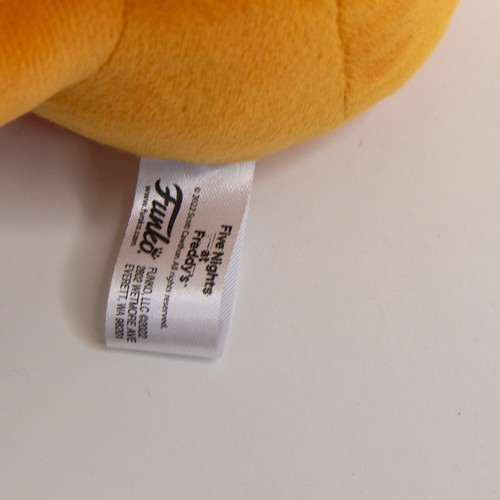 Five Nights
at
Freddy's
© 2022 Scott Cawthon. All rights reserved.
Funko
www.funko.com
FUNKO, LLC ©2022
2802 WETMORE AVE
EVERETT, WA 98201